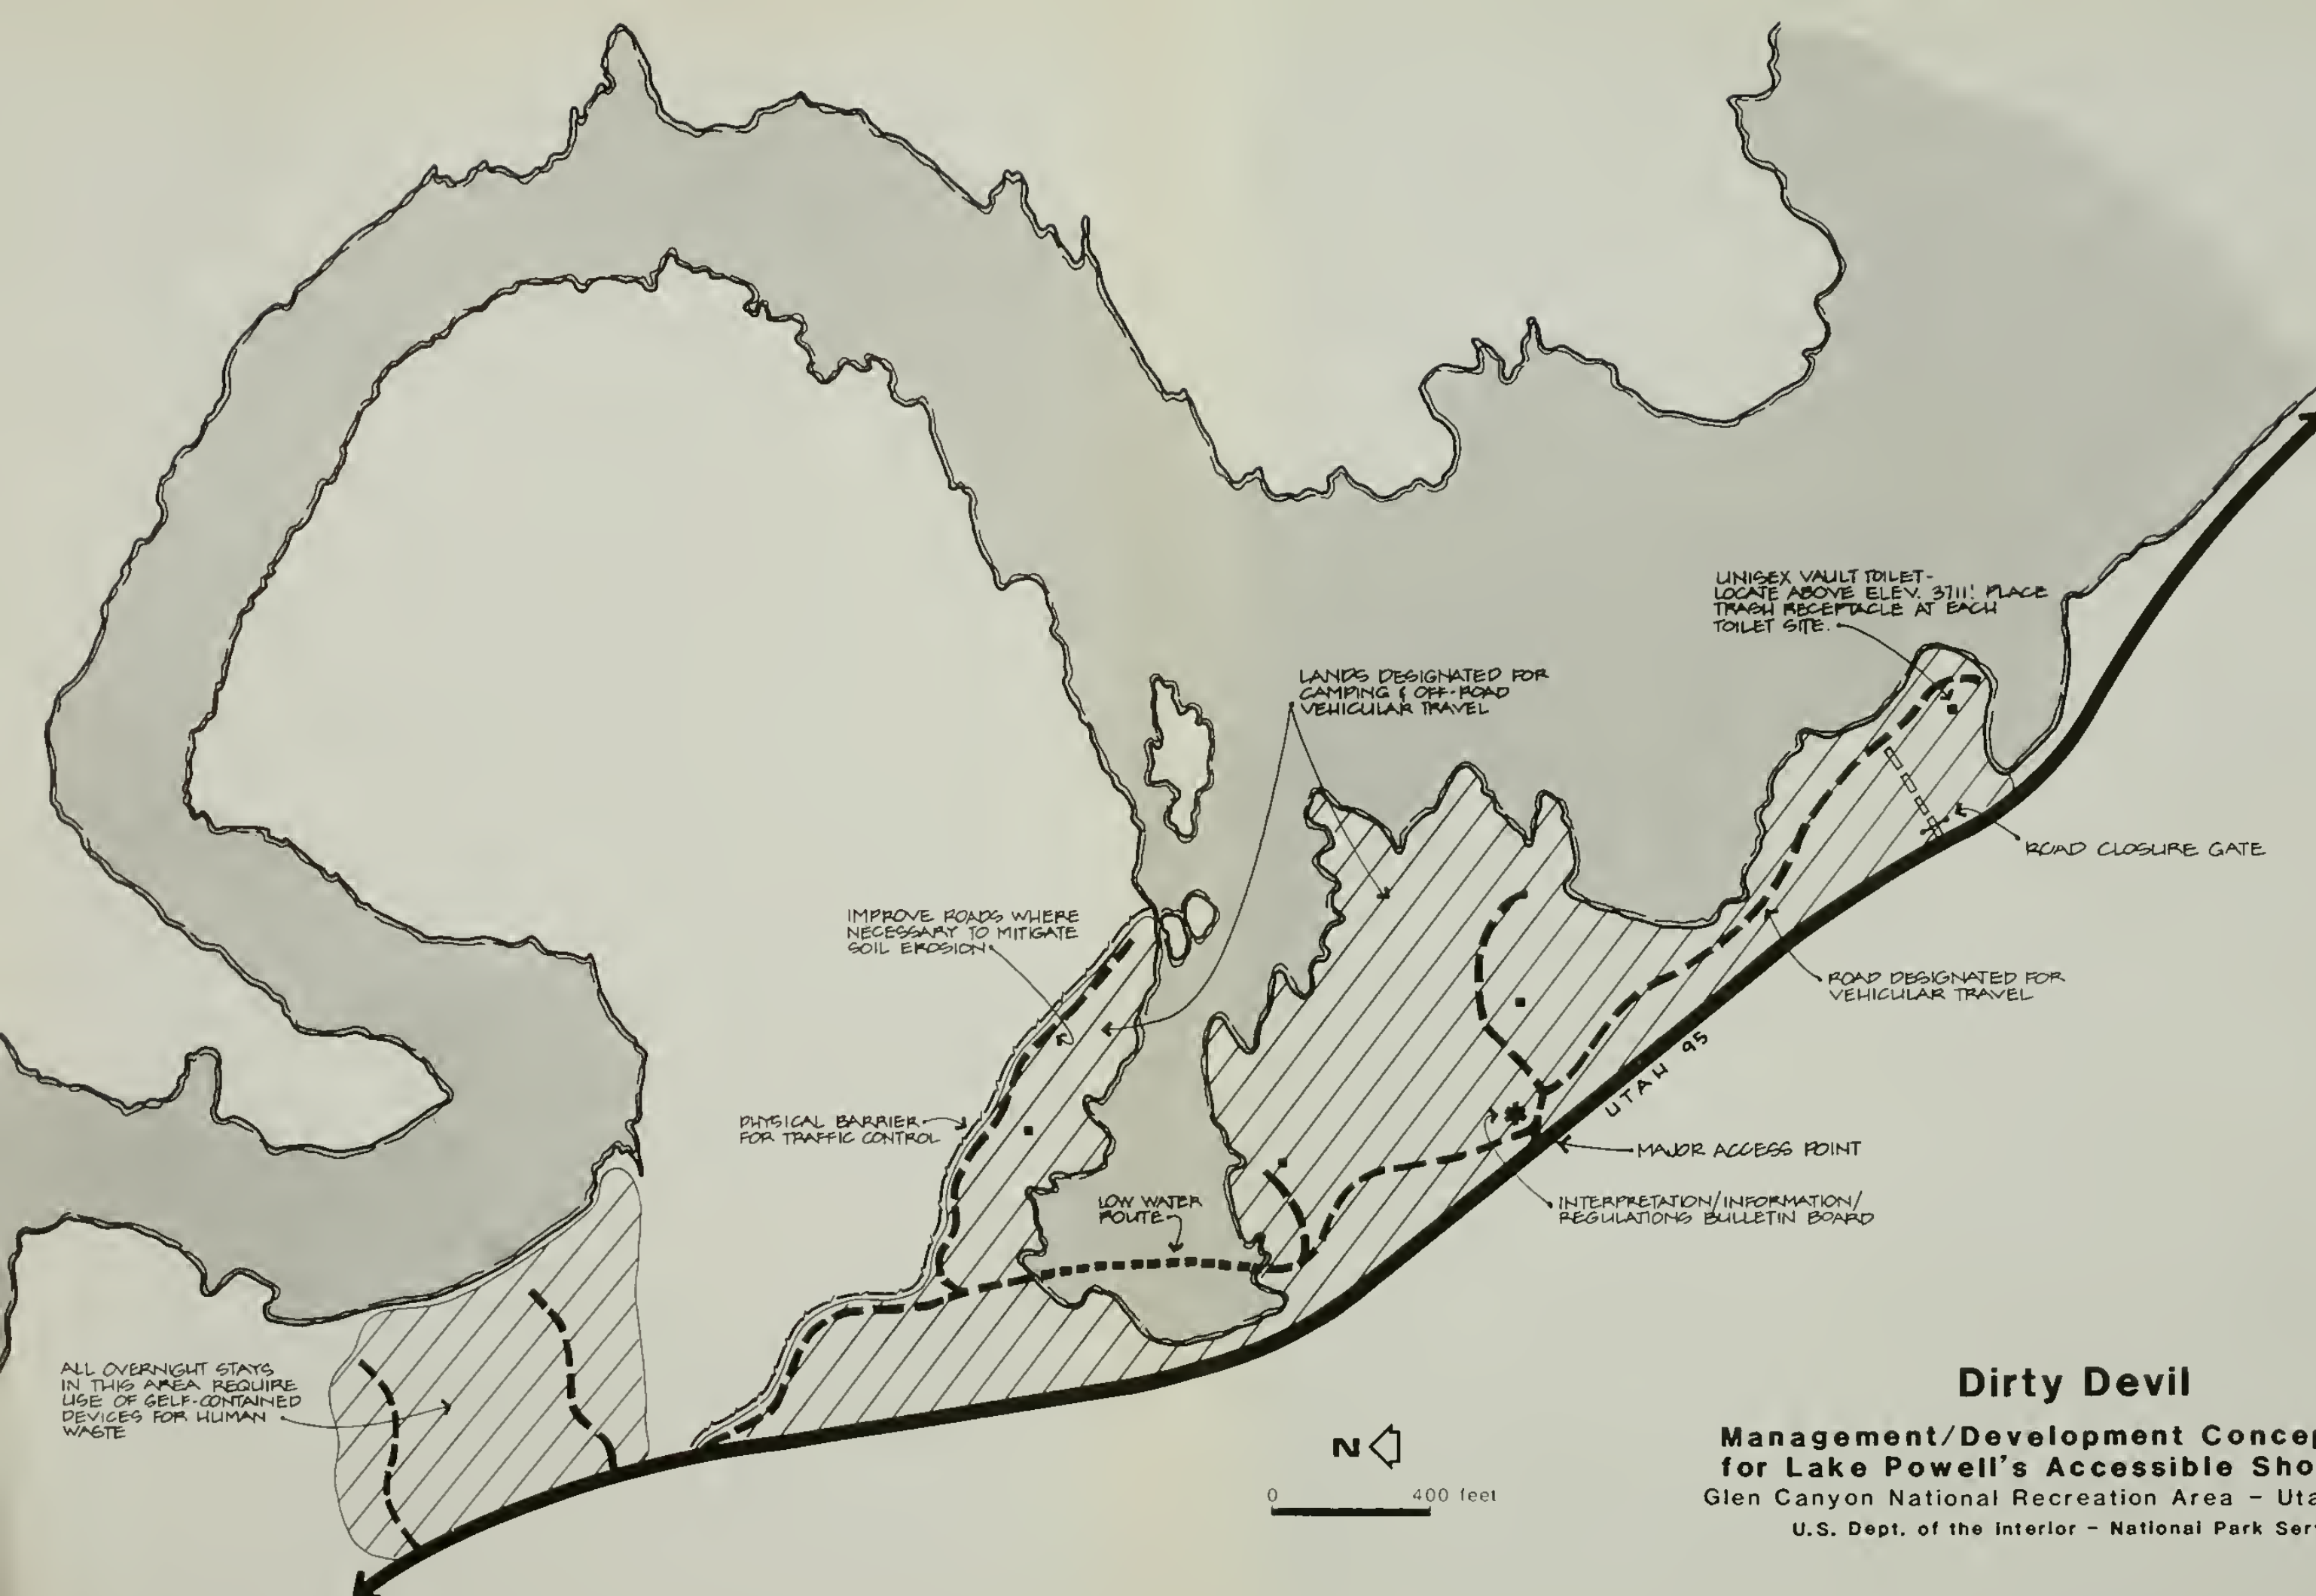 UNISEX VAULT TOILET-
LOCATE ABOVE ELEV. 3711! PLACE
TRASH RECEPTACLE AT EACH
TOILET SITE.
LANDS DESIGNATED FOR
CAMPING & OFF-ROAD
VEHICULAR TRAVEL
ROAD CLOSURE GATE
IMPROVE ROADS WHERE
NECESSARY TO MITIGATE
SOIL EROSION
ROAD DESIGNATED FOR
VEHICULAR TRAVEL
UTAH 95
PHYSICAL BARRIER
FOR TRAFFIC CONTROL
MAJOR ACCESS POINT
LOW WATER
ROUTE
INTERPRETATION/INFORMATION/
REGULATIONS BULLETIN BOARD
ALL OVERNIGHT STAYS
IN THIS AREA REQUIRE
USE OF SELF-CONTAINED
DEVICES FOR HUMAN
WASTE
N
0 400 feet
Dirty Devil
Management/Development Concep
for Lake Powell's Accessible Sho
Glen Canyon National Recreation Area - Uta
U.S. Dept. of the Interior - National Park Ser